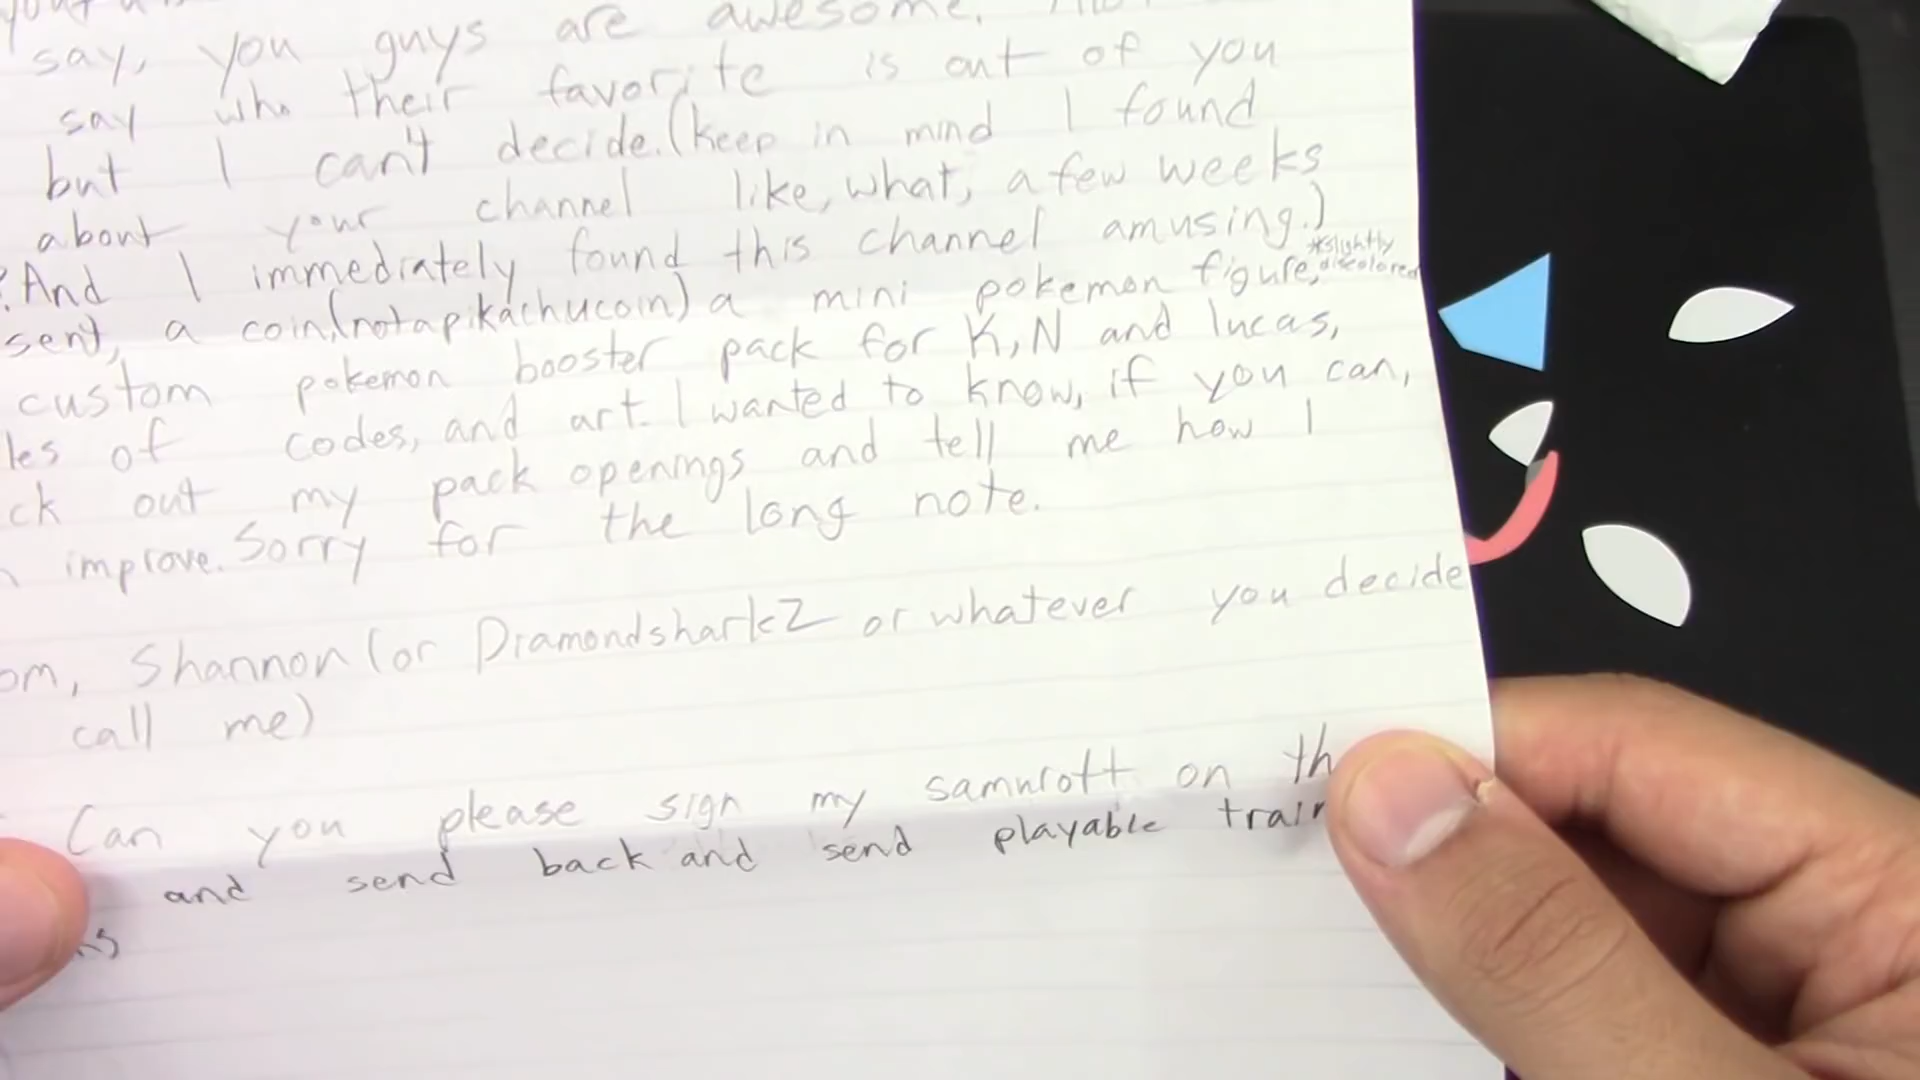 say, you guys are awesome.
say who their favorite is out of you
but I can't decide. (keep in mind I found
about your channel like, what, a few weeks
? And I immediately found this channel amusing.)
*slightly discolored
sent, a coin, (not a pikachu coin) a mini pokemon figure,
custom pokemon booster pack for K, N and lucas,
les of codes, and art. I wanted to know, if you can,
ck out my pack openings and tell me how I
improve. Sorry for the long note.
om, Shannon (or Diamondshark2 or whatever you decide
call me)
Can you please sign my samurott on th
and send back and send playable train